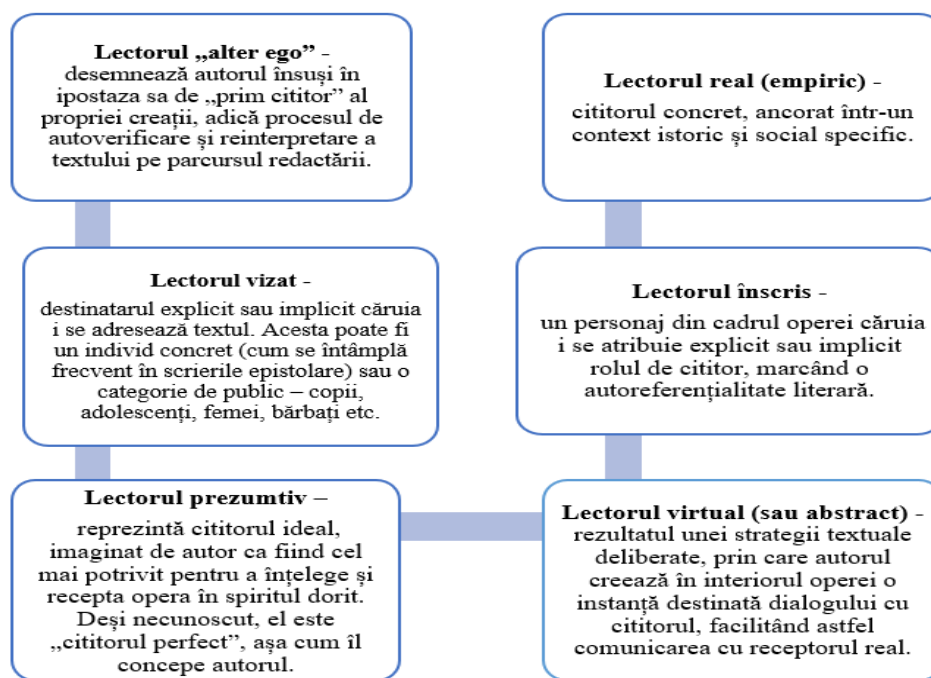 Lectorul „alter ego” -
desemnează autorul însuși în
ipostaza sa de „prim cititor” al
propriei creații, adică procesul de
autoverificare și reinterpretare a
textului pe parcursul redactării.
Lectorul vizat -
destinatarul explicit sau implicit căruia
i se adresează textul. Acesta poate fi
un individ concret (cum se întâmplă
frecvent în scrierile epistolare) sau o
categorie de public – copii,
adolescenți, femei, bărbați etc.
Lectorul prezumtiv –
reprezintă cititorul ideal,
imaginat de autor ca fiind cel
mai potrivit pentru a înțelege și
recepta opera în spiritul dorit.
Deși necunoscut, el este
„cititorul perfect”, așa cum îl
concepe autorul.
Lectorul virtual (sau abstract) -
rezultatul unei strategii textuale
deliberate, prin care autorul
creează în interiorul operei o
instanță destinată dialogului cu
cititorul, facilitând astfel
comunicarea cu receptorul real.
Lectorul înscris -
un personaj din cadrul operei căruia
i se atribuie explicit sau implicit
rolul de cititor, marcând o
autoreferențialitate literară.
Lectorul real (empiric) -
cititorul concret, ancorat într-un
context istoric și social specific.